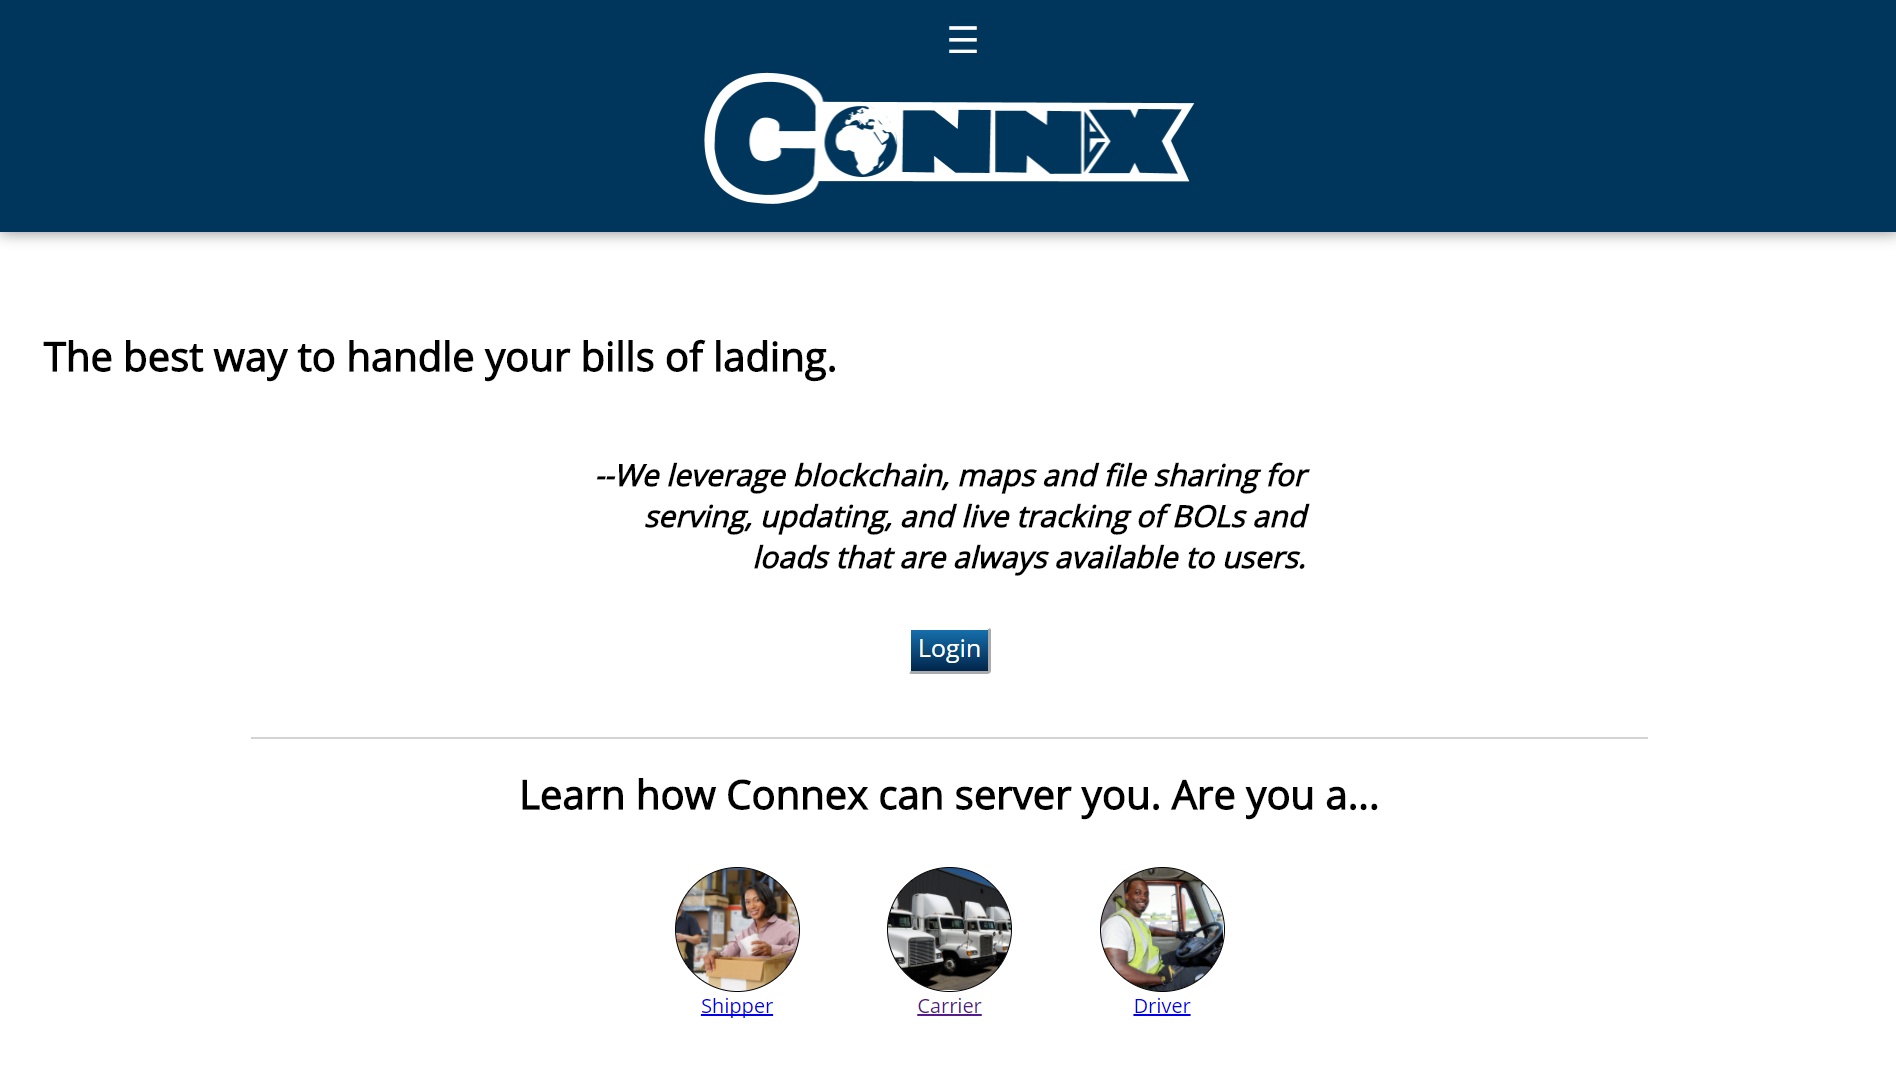 ☰
CONNEX
The best way to handle your bills of lading.
--We leverage blockchain, maps and file sharing for
serving, updating, and live tracking of BOLs and
loads that are always available to users.
Login
Learn how Connex can server you. Are you a...
Shipper
Carrier
Driver